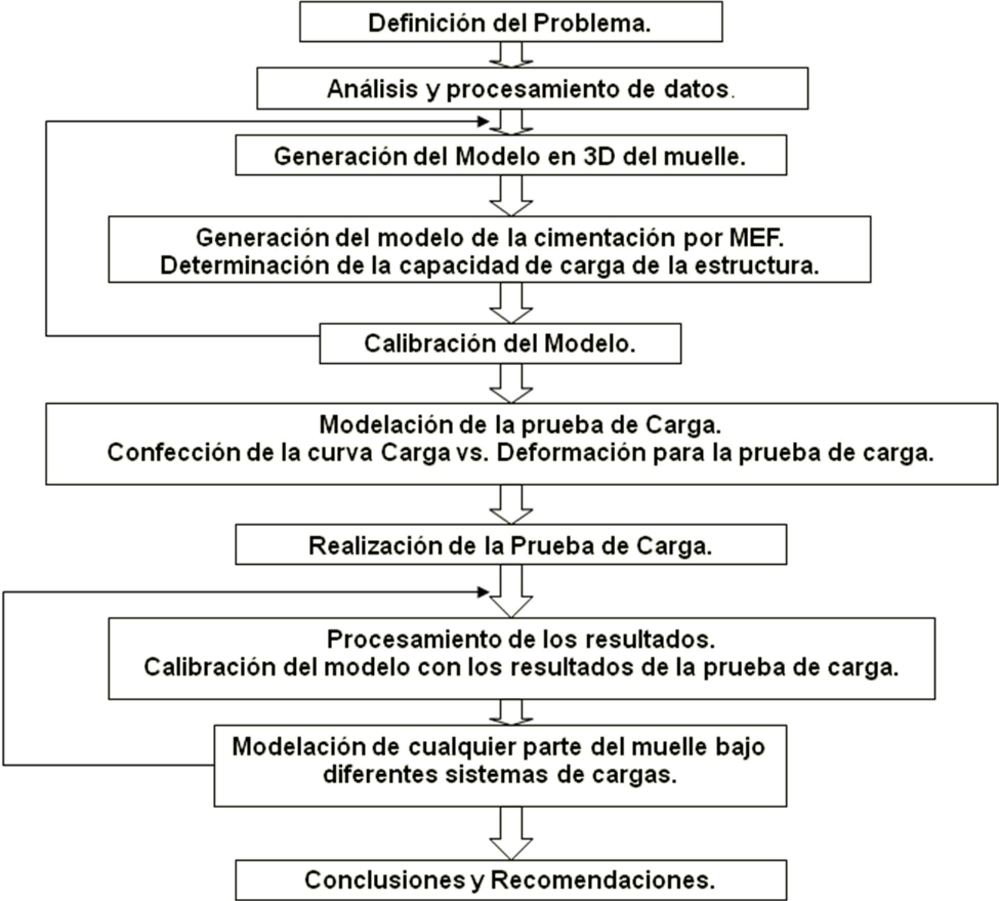 Definición del Problema.
Análisis y procesamiento de datos.
Generación del Modelo en 3D del muelle.
Generación del modelo de la cimentación por MEF.
Determinación de la capacidad de carga de la estructura.
Calibración del Modelo.
Modelación de la prueba de Carga.
Confección de la curva Carga vs. Deformación para la prueba de carga.
Realización de la Prueba de Carga.
Procesamiento de los resultados.
Calibración del modelo con los resultados de la prueba de carga.
Modelación de cualquier parte del muelle bajo
diferentes sistemas de cargas.
Conclusiones y Recomendaciones.